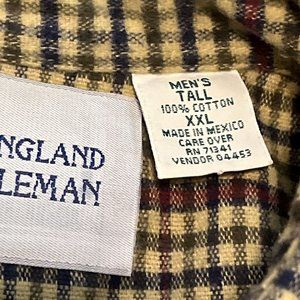 NGLAND
LEMAN
MEN'S
TALL
100% COTTON
XXL
MADE IN MEXICO
CARE OVER
RN 71341
VENDOR 04453